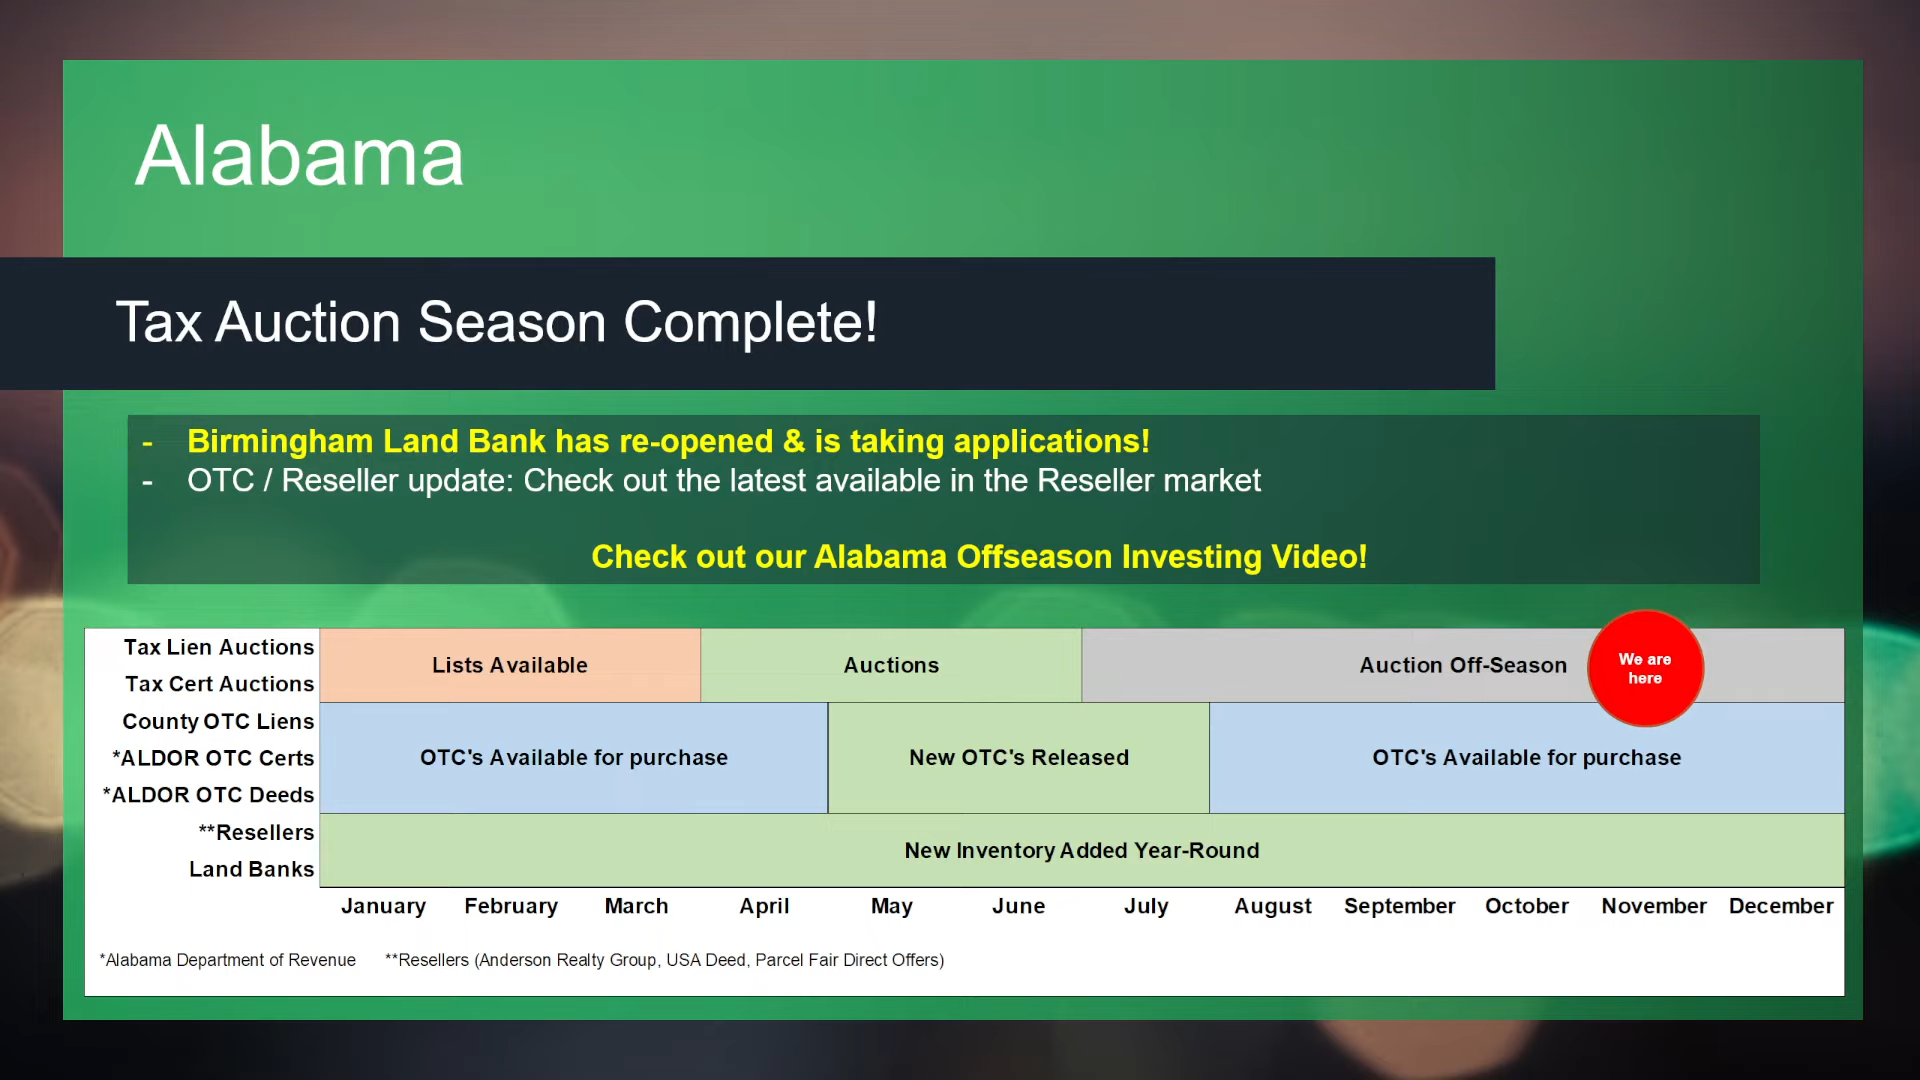 Alabama
Tax Auction Season Complete!
- Birmingham Land Bank has re-opened & is taking applications!
- OTC / Reseller update: Check out the latest available in the Reseller market
Check out our Alabama Offseason Investing Video!
Tax Lien Auctions
Tax Cert Auctions
Lists Available
Auctions
Auction Off-Season
We are
here
County OTC Liens
*ALDOR OTC Certs
*ALDOR OTC Deeds
OTC's Available for purchase
New OTC's Released
OTC's Available for purchase
**Resellers
Land Banks
New Inventory Added Year-Round
January February March April May June July August September October November December
*Alabama Department of Revenue **Resellers (Anderson Realty Group, USA Deed, Parcel Fair Direct Offers)